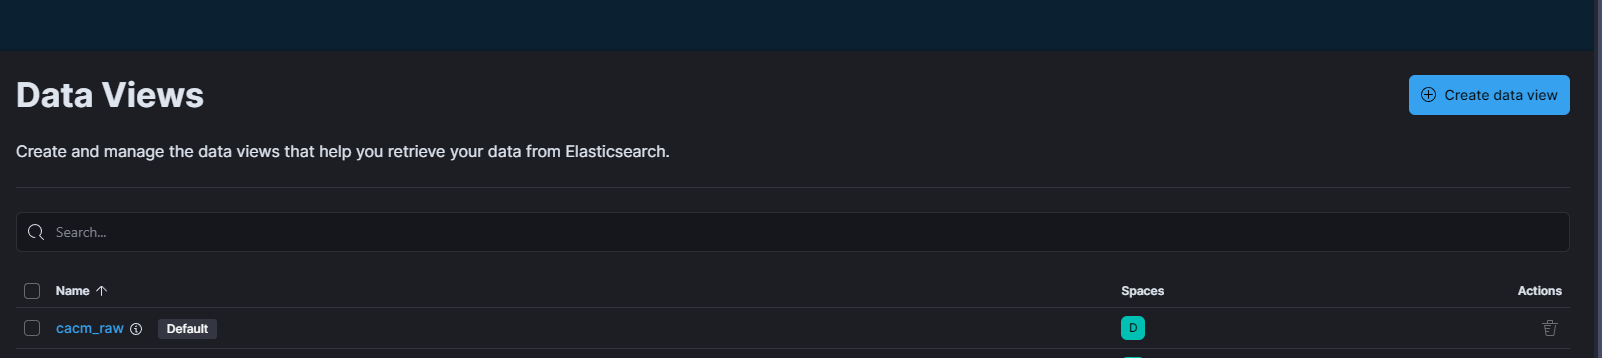 Data Views
Create data view
Create and manage the data views that help you retrieve your data from Elasticsearch.
Search...
Name Spaces Actions
cacm_raw Default D